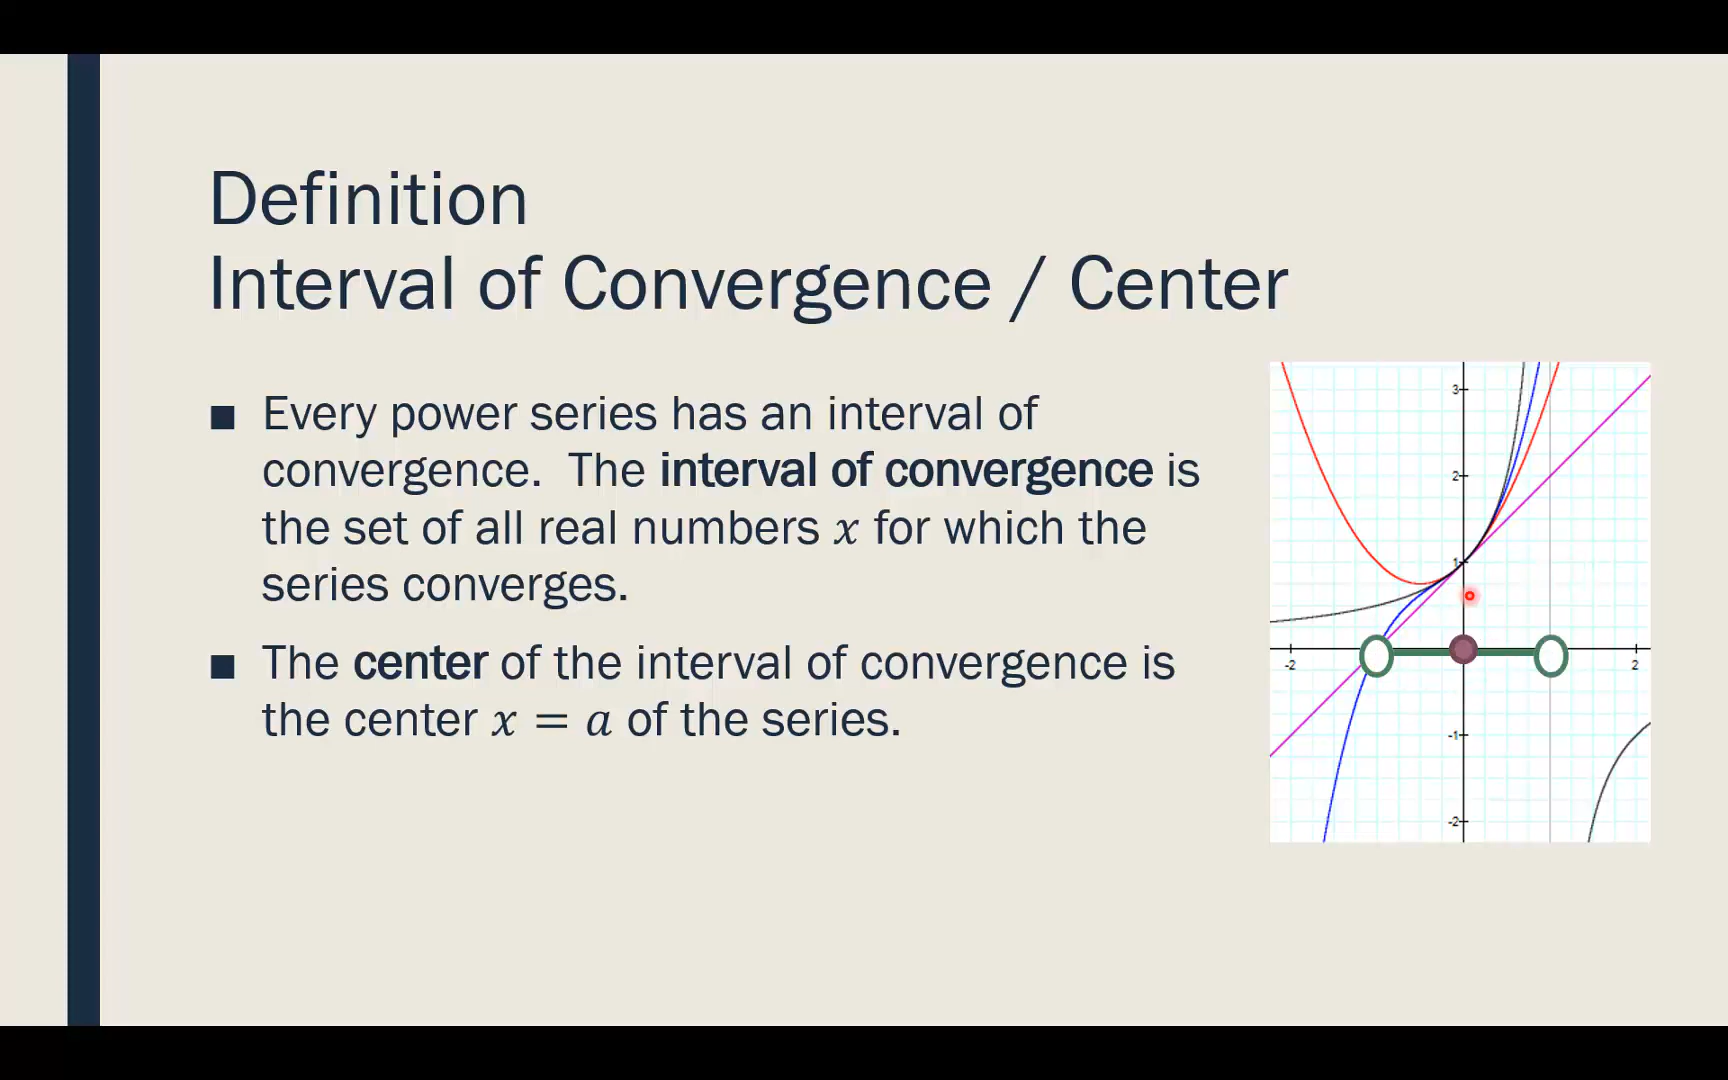 Definition
Interval of Convergence / Center
■ Every power series has an interval of
convergence. The interval of convergence is
the set of all real numbers x for which the
series converges.
■ The center of the interval of convergence is
the center x = a of the series.
3
2
1
-2
2
-1
-2